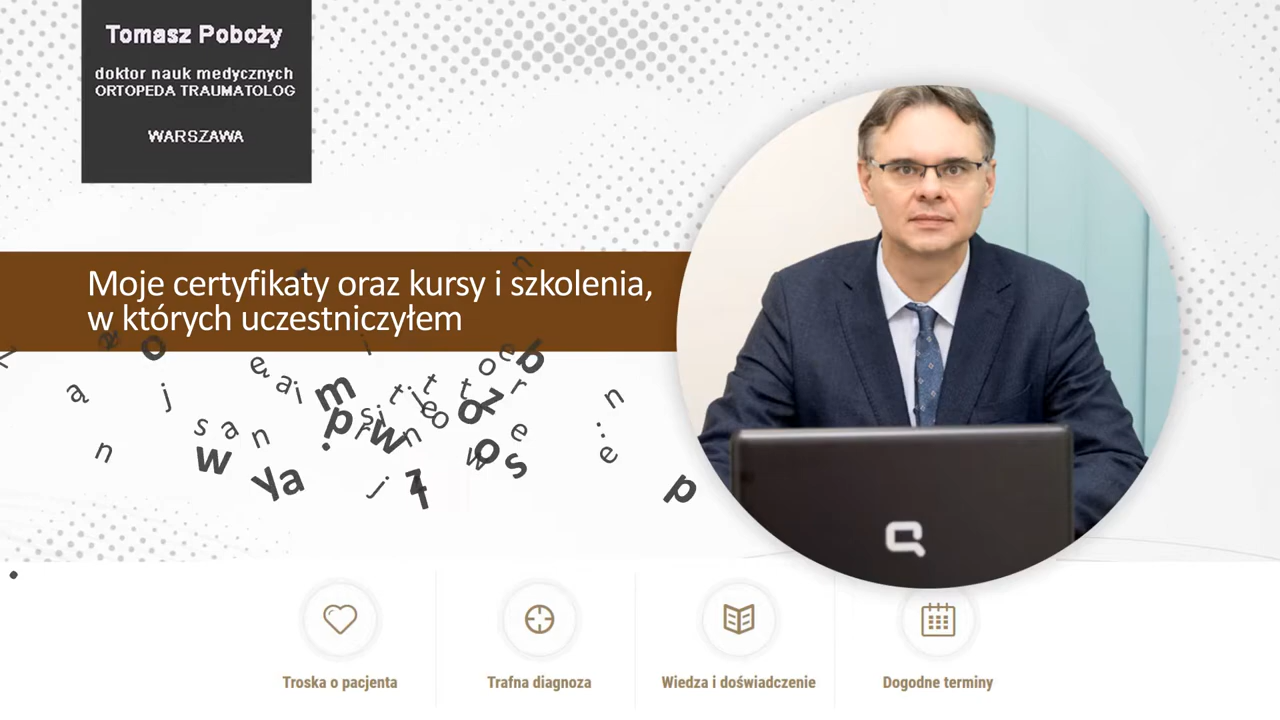 Tomasz Poboży
doktor nauk medycznych
ORTOPEDA TRAUMATOLOG
WARSZAWA
Moje certyfikaty oraz kursy i szkolenia,
w których uczestniczyłem
Troska o pacjenta
Trafna diagnoza
Wiedza i doświadczenie
Dogodne terminy